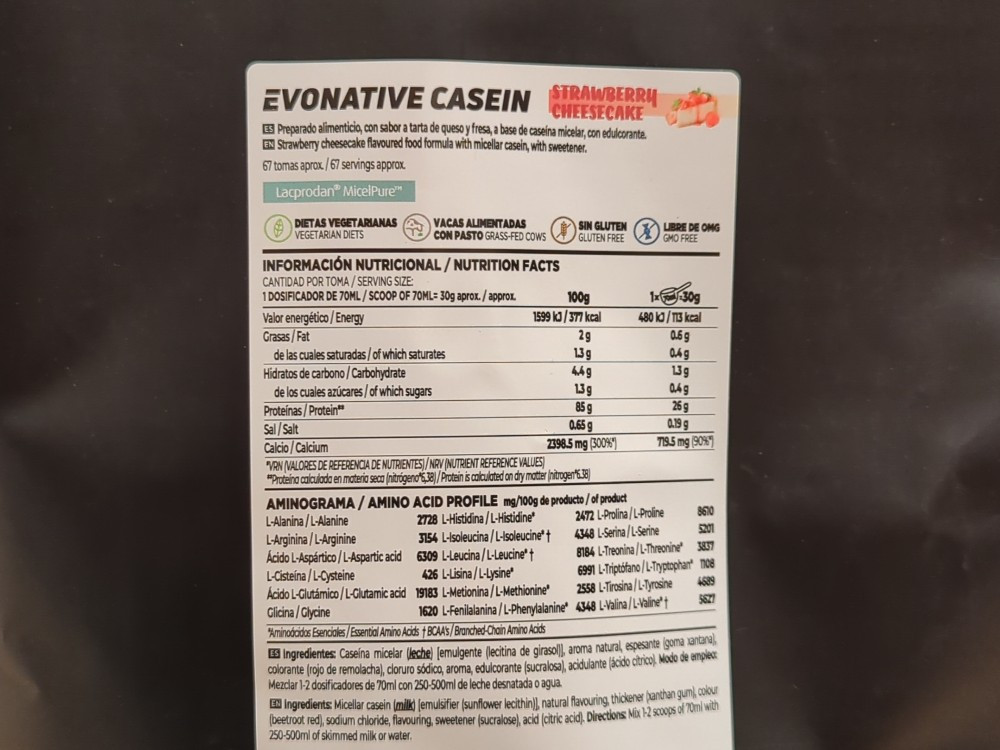 EVONATIVE CASEIN STRAWBERRY CHEESECAKE
ES Preparado alimenticio, con sabor a tarta de queso y fresa, a base de caseína micelar, con edulcorante.
EN Strawberry cheesecake flavoured food formula with micellar casein, with sweetener.
67 tomas aprox. / 67 servings approx.
Lacprodan® MicelPure™
DIETAS VEGETARIANAS
VEGETARIAN DIETS
VACAS ALIMENTADAS
CON PASTO GRASS-FED COWS
SIN GLUTEN
GLUTEN FREE
LIBRE DE OMG
GMO FREE
INFORMACIÓN NUTRICIONAL / NUTRITION FACTS
CANTIDAD POR TOMA / SERVING SIZE:
1 DOSIFICADOR DE 70ML / SCOOP OF 70ML= 30g aprox. / approx. 100g 1x 70ml =30g
Valor energético / Energy 1599 kJ / 377 kcal 480 kJ / 113 kcal
Grasas / Fat 2 g 0.6 g
de las cuales saturadas / of which saturates 1.3 g 0.4 g
Hidratos de carbono / Carbohydrate 4.4 g 1.3 g
de los cuales azúcares / of which sugars 1.3 g 0.4 g
Proteínas / Protein** 85 g 26 g
Sal / Salt 0.65 g 0.19 g
Calcio / Calcium 2398.5 mg (300%*) 719.5 mg (90%*)
*VRN (VALORES DE REFERENCIA DE NUTRIENTES) / NRV (NUTRIENT REFERENCE VALUES)
**Proteína calculada en materia seca (nitrógeno*6,38) / Protein is calculated on dry matter (nitrogen*6.38)
AMINOGRAMA / AMINO ACID PROFILE mg/100g de producto / of product
L-Alanina / L-Alanine 2728 L-Histidina / L-Histidine* 2472 L-Prolina / L-Proline 8610
L-Arginina / L-Arginine 3154 L-Isoleucina / L-Isoleucine* † 4348 L-Serina / L-Serine 5201
Ácido L-Aspártico / L-Aspartic acid 6309 L-Leucina / L-Leucine* † 8184 L-Treonina / L-Threonine* 3837
L-Cisteína / L-Cysteine 426 L-Lisina / L-Lysine* 6991 L-Triptófano / L-Tryptophan* 1108
Ácido L-Glutámico / L-Glutamic acid 19183 L-Metionina / L-Methionine* 2558 L-Tirosina / L-Tyrosine 4689
Glicina / Glycine 1620 L-Fenilalanina / L-Phenylalanine* 4348 L-Valina / L-Valine* † 5627
*Aminoácidos Esenciales / Essential Amino Acids † BCAA's / Branched-Chain Amino Acids
ES Ingredientes: Caseína micelar (leche) [emulgente (lecitina de girasol)], aroma natural, espesante (goma xantana),
colorante (rojo de remolacha), cloruro sódico, aroma, edulcorante (sucralosa), acidulante (ácido cítrico). Modo de empleo:
Mezclar 1-2 dosificadores de 70ml con 250-500ml de leche desnatada o agua.
EN Ingredients: Micellar casein (milk) [emulsifier (sunflower lecithin)], natural flavouring, thickener (xanthan gum), colour
(beetroot red), sodium chloride, flavouring, sweetener (sucralose), acid (citric acid). Directions: Mix 1-2 scoops of 70ml with
250-500ml of skimmed milk or water.